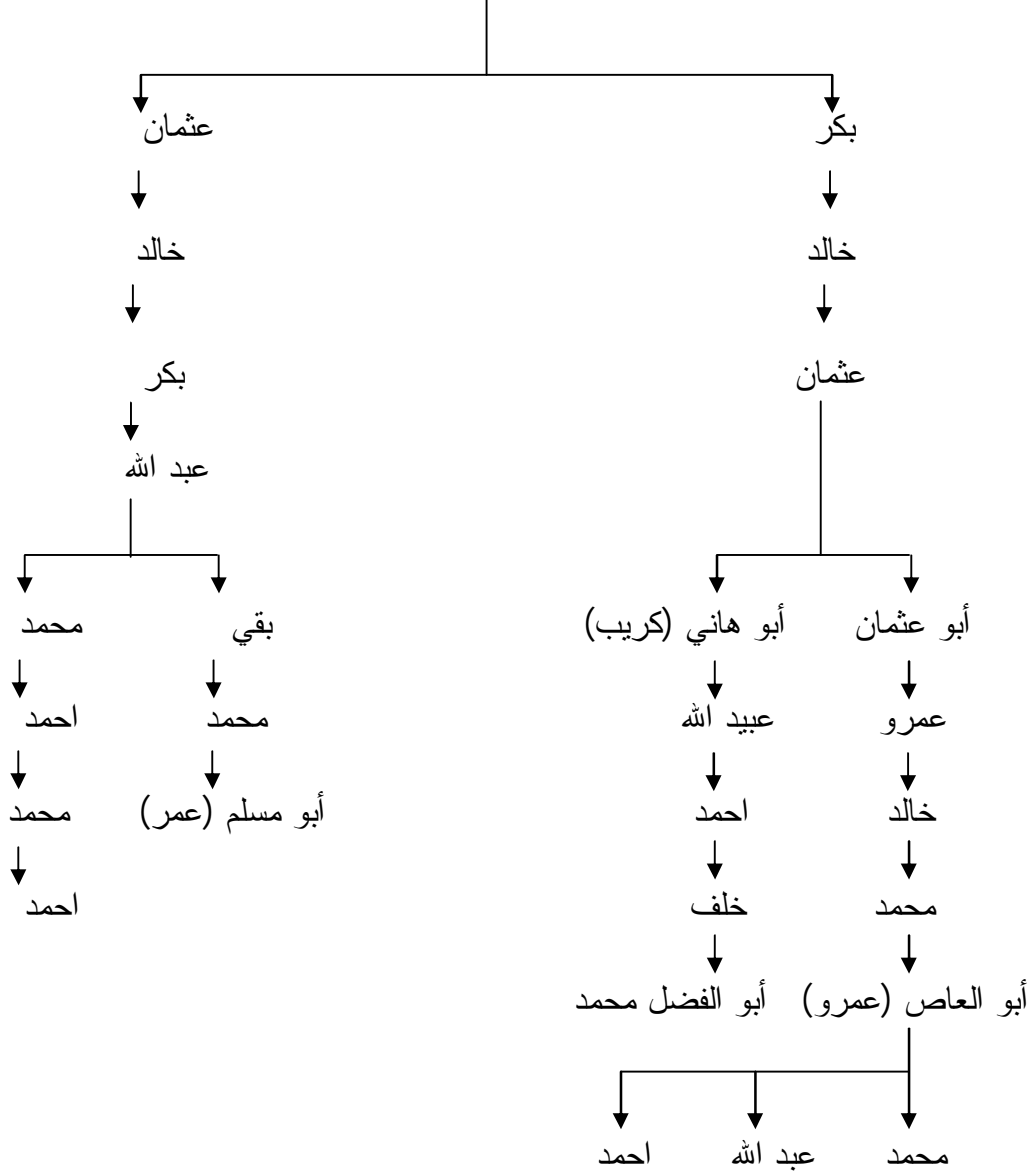 بكر عثمان
خالد خالد
عثمان بكر
عبد الله
أبو عثمان أبو هاني (كريب) بقي محمد
عمرو عبيد الله محمد احمد
خالد احمد أبو مسلم (عمر) محمد
محمد خلف احمد
أبو العاص (عمرو) أبو الفضل محمد
محمد عبد الله احمد